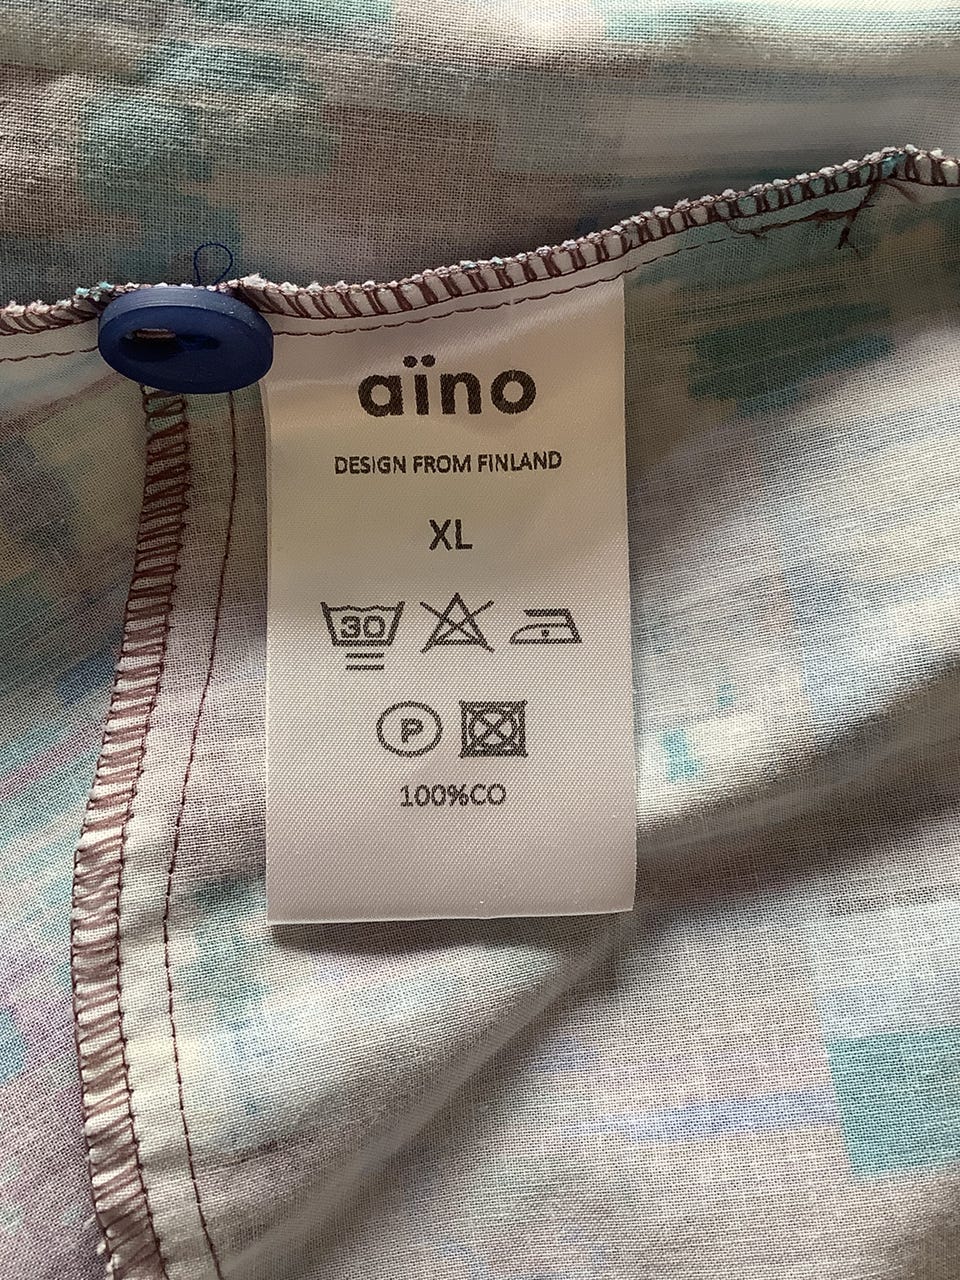 aïno
DESIGN FROM FINLAND
XL
30
P
100%CO